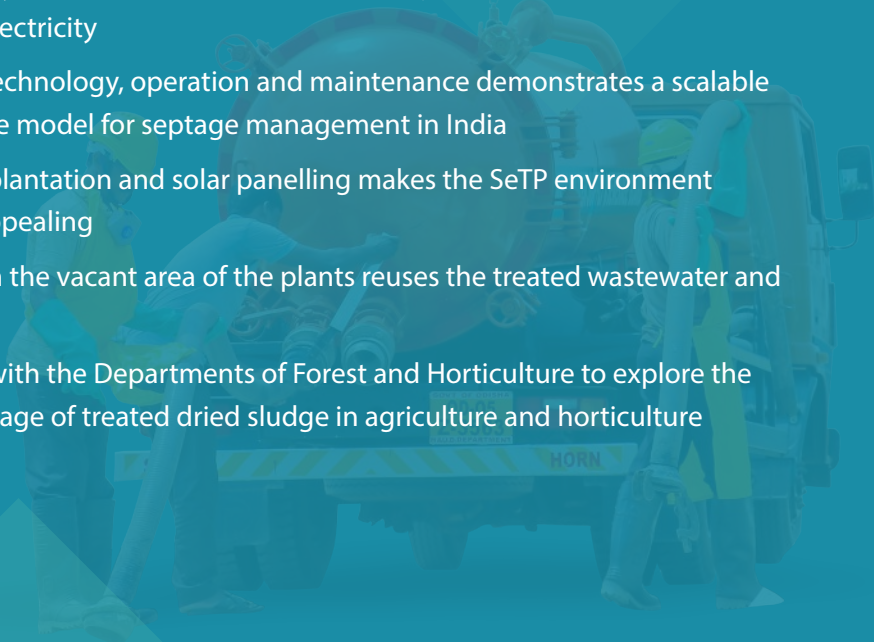 ectricity
echnology, operation and maintenance demonstrates a scalable
e model for septage management in India
plantation and solar panelling makes the SeTP environment
pealing
the vacant area of the plants reuses the treated wastewater and
with the Departments of Forest and Horticulture to explore the
age of treated dried sludge in agriculture and horticulture
HORN